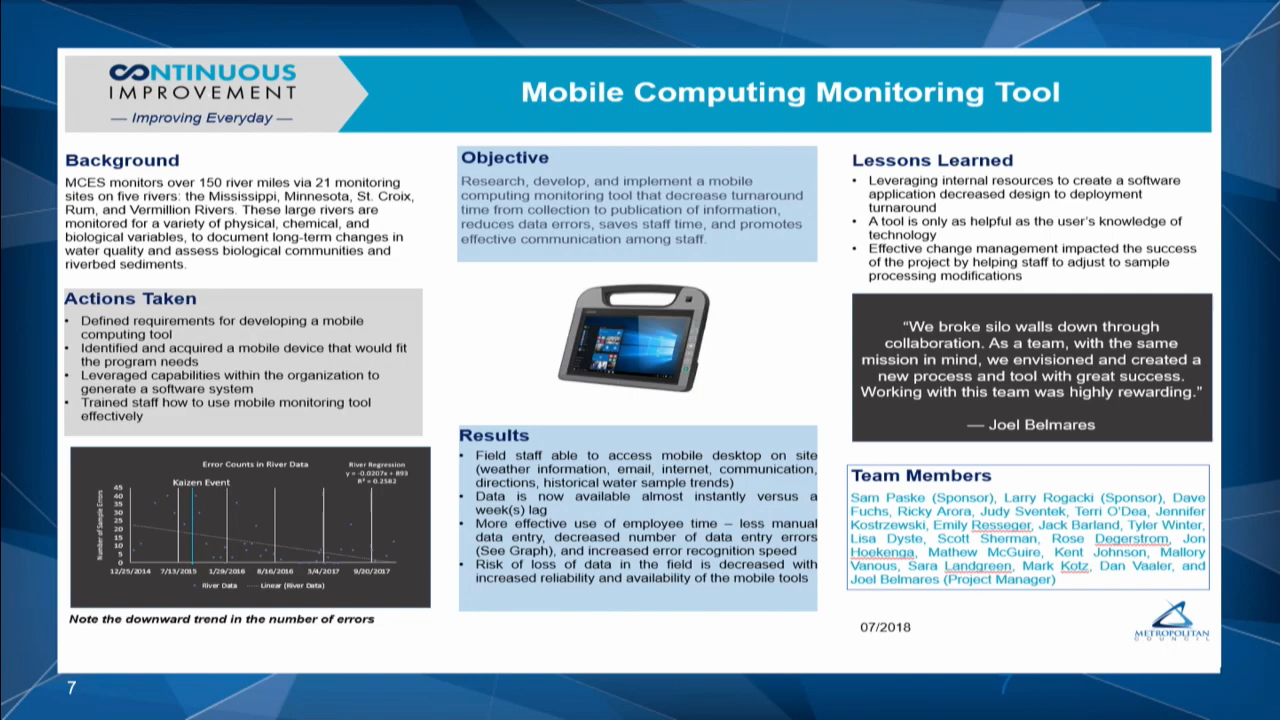 CONTINUOUS
IMPROVEMENT
— Improving Everyday —
Mobile Computing Monitoring Tool
Background
MCES monitors over 150 river miles via 21 monitoring
sites on five rivers: the Mississippi, Minnesota, St. Croix,
Rum, and Vermillion Rivers. These large rivers are
monitored for a variety of physical, chemical, and
biological variables, to document long-term changes in
water quality and assess biological communities and
riverbed sediments.
Actions Taken
• Defined requirements for developing a mobile
computing tool
• Identified and acquired a mobile device that would fit
the program needs
• Leveraged capabilities within the organization to
generate a software system
• Trained staff how to use mobile monitoring tool
effectively
Error Counts in River Data
River Regression
y = -0.0207x + 893
R² = 0.2582
Kaizen Event
Number of Sample Errors
45
40
35
30
25
20
15
10
5
0
12/25/2014 7/13/2015 1/29/2016 8/16/2016 3/4/2017 9/20/2017
River Data Linear (River Data)
Note the downward trend in the number of errors
Objective
Research, develop, and implement a mobile
computing monitoring tool that decrease turnaround
time from collection to publication of information,
reduces data errors, saves staff time, and promotes
effective communication among staff.
Results
• Field staff able to access mobile desktop on site
(weather information, email, internet, communication,
directions, historical water sample trends)
• Data is now available almost instantly versus a
week(s) lag
• More effective use of employee time – less manual
data entry, decreased number of data entry errors
(See Graph), and increased error recognition speed
• Risk of loss of data in the field is decreased with
increased reliability and availability of the mobile tools
Lessons Learned
• Leveraging internal resources to create a software
application decreased design to deployment
turnaround
• A tool is only as helpful as the user's knowledge of
technology
• Effective change management impacted the success
of the project by helping staff to adjust to sample
processing modifications
"We broke silo walls down through
collaboration. As a team, with the same
mission in mind, we envisioned and created a
new process and tool with great success.
Working with this team was highly rewarding."
— Joel Belmares
Team Members
Sam Paske (Sponsor), Larry Rogacki (Sponsor), Dave
Fuchs, Ricky Arora, Judy Sventek, Terri O'Dea, Jennifer
Kostrzewski, Emily Resseger, Jack Barland, Tyler Winter,
Lisa Dyste, Scott Sherman, Rose Degerstrom, Jon
Hoekenga, Mathew McGuire, Kent Johnson, Mallory
Vanous, Sara Landgreen, Mark Kotz, Dan Vaaler, and
Joel Belmares (Project Manager)
07/2018
METROPOLITAN
COUNCIL
7